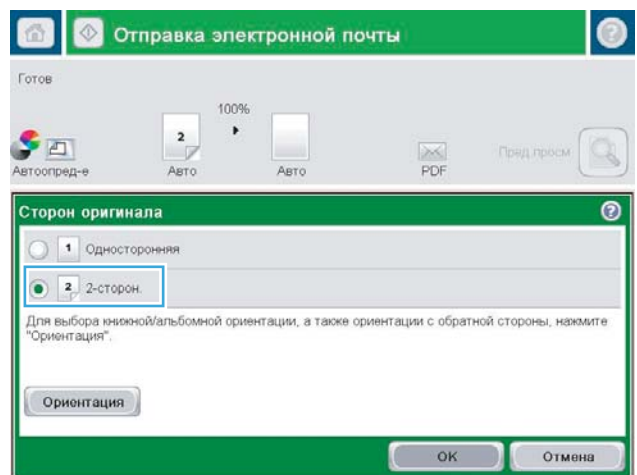 Отправка электронной почты
Готов
100%
2
Автоопред-е
Авто
Авто
PDF
Пред.просм
Сторон оригинала
1 Односторонняя
2 2-сторон.
Для выбора книжной/альбомной ориентации, а также ориентации с обратной стороны, нажмите
"Ориентация".
Ориентация
OK
Отмена